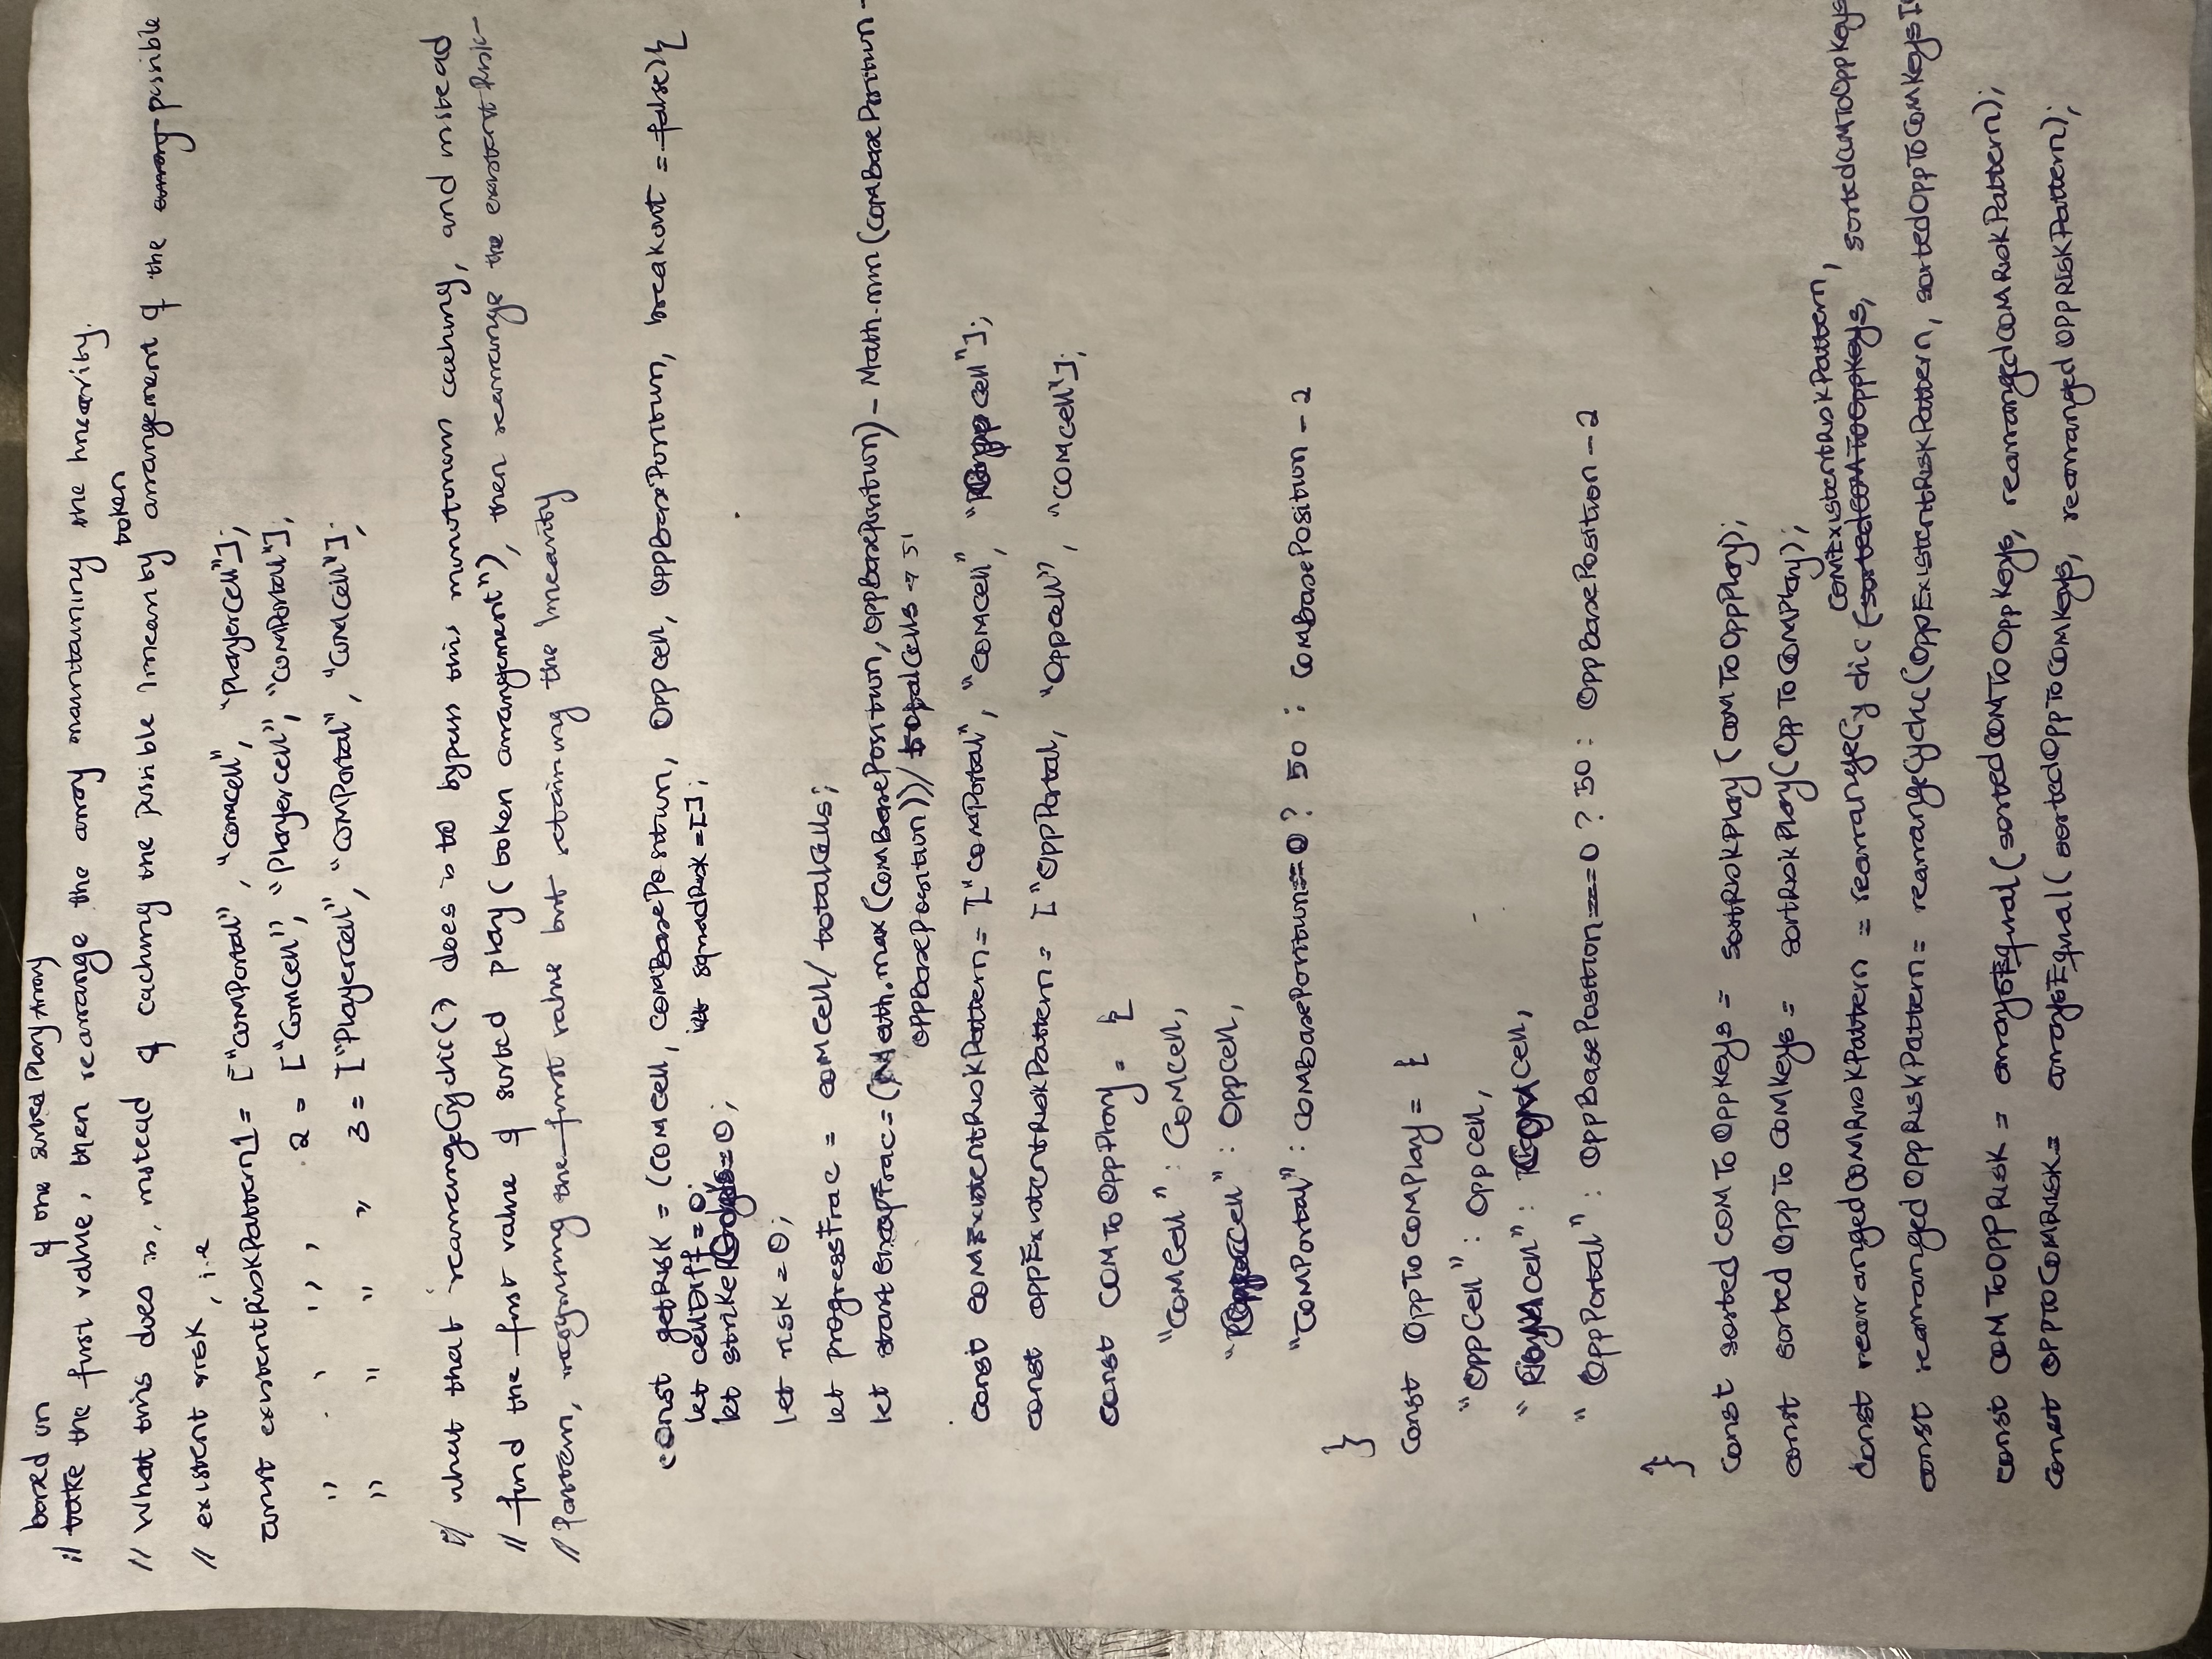 based on of the sorted Play Array
// take the first value, then rearrange the array maintaining the linearity.
token
// What this does is, instead of caching the possible linearity arrangement of the array possible
// existent risk, i.e
const existentRiskPattern1 = ["COMPortal", "COMCell", "PlayerCell"];
,, , ,, , 2 = ["COMCell", "PlayerCell", "COMPortal"];
,, ,, ,, ,, 3 = ["PlayerCell", "COMPortal", "COMCell"];
// what that rearrangeCyclic() does is to bypass this monotonous caching, and instead
// find the first value of sorted play (token arrangement), then rearrange the existentRisk-
// Pattern, recognising the first value but retaining the linearity
const getRisk = (COMCell, COMBasePosition, OppCell, OppBasePosition, breakout = false){
let cellDiff = 0; let squadRisk = [];
let strikeOdds = 0;
let risk = 0;
let progressFrac = COMCell/ totalCells;
let startGapFrac = (Math.max(COMBasePosition, OppBasePosition) - Math.min(COMBasePosition -
OppBasePosition))/ totalCells → 51
const COMExistentRiskPattern = ["COMPortal", "COMCell", "OppCell"];
const oppExistentRiskPattern = ["OppPortal, "OppCell", "COMCell"];
const COMToOppPlay = {
"COMCell" : COMCell,
"OppCell" : OppCell,
"COMPortal" : COMBasePosition == 0 ? 50 : COMBasePosition - 2
}
const OppToCOMPlay = {
"OppCell" : OppCell,
"COMCell" : COMCell,
"OppPortal" : OppBasePosition === 0 ? 50 : OppBasePosition - 2
}
const sortedCOMToOppKeys = sortRiskPlay(COMToOppPlay);
const sortedOppToCOMKeys = sortRiskPlay(OppToCOMPlay);
COMExistentRiskPattern,
const rearrangedCOMRiskPattern = rearrangeCyclic(sortedCOMToOppKeys, sortedCOMToOppKeys
const rearrangedOppRiskPattern = rearrangeCyclic(OppExistentRiskPattern, sortedOppToCOMKeys[
const COMToOppRisk = arraysEqual(sortedCOMToOppKeys, rearrangedCOMRiskPattern);
const OPPTOCOMRisk = arraysEqual(sortedOppToCOMKeys, rearrangedOPPRiskPattern);